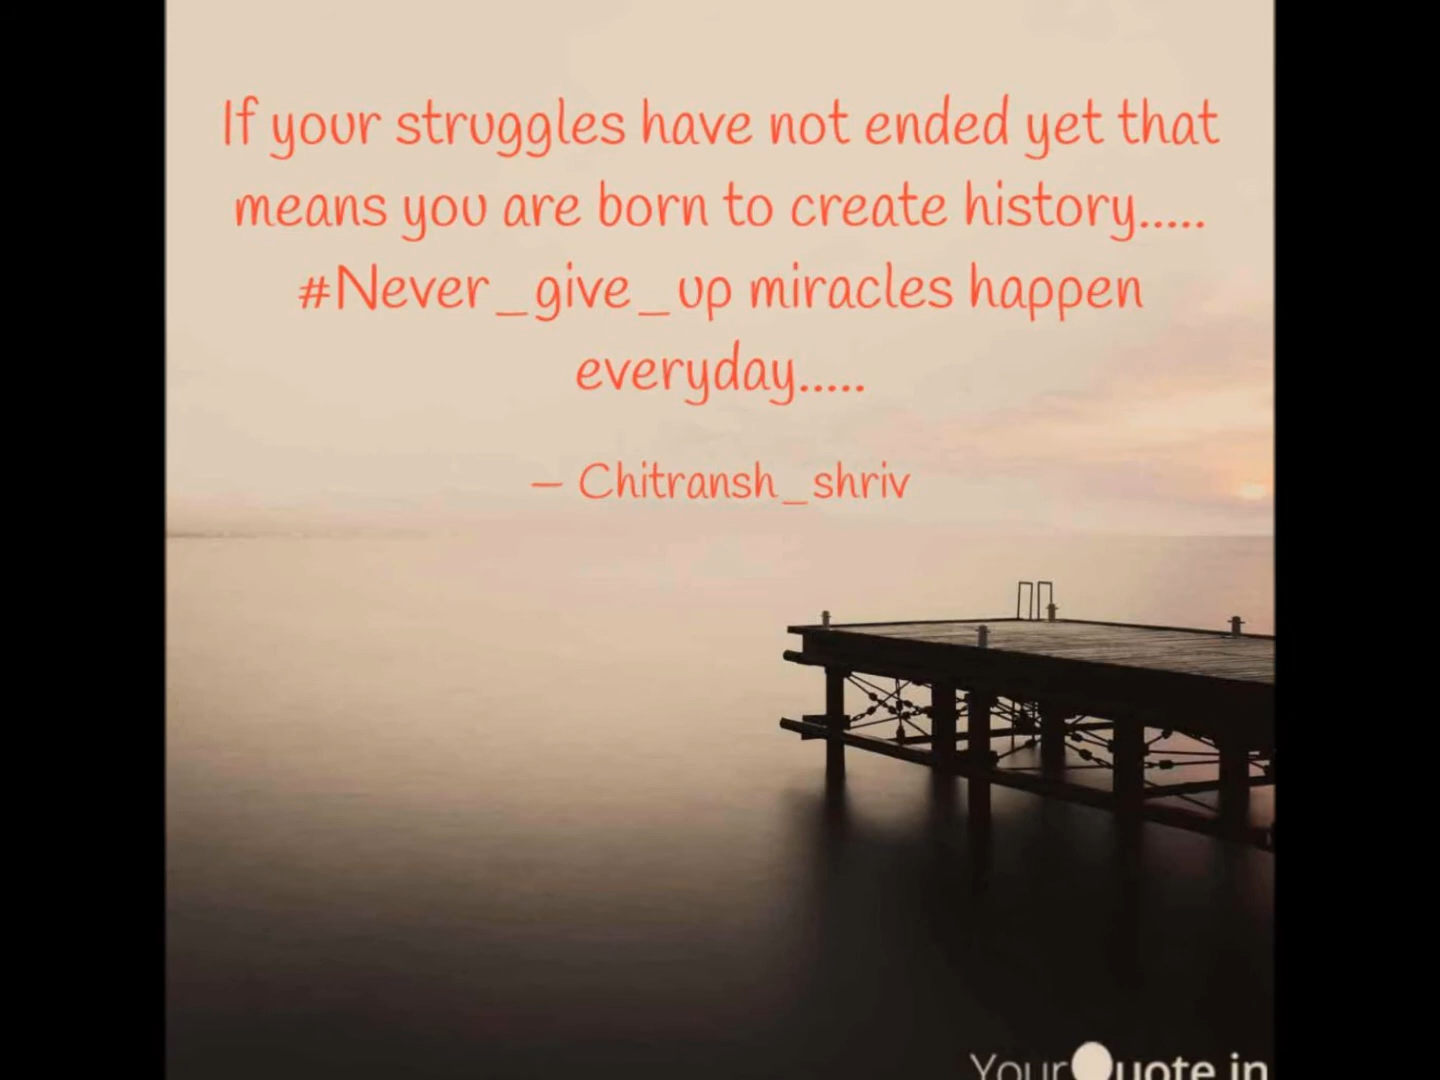 If your struggles have not ended yet that
means you are born to create history.....
#Never_give_up miracles happen
everyday.....
— Chitransh_shriv
YourQuote.in